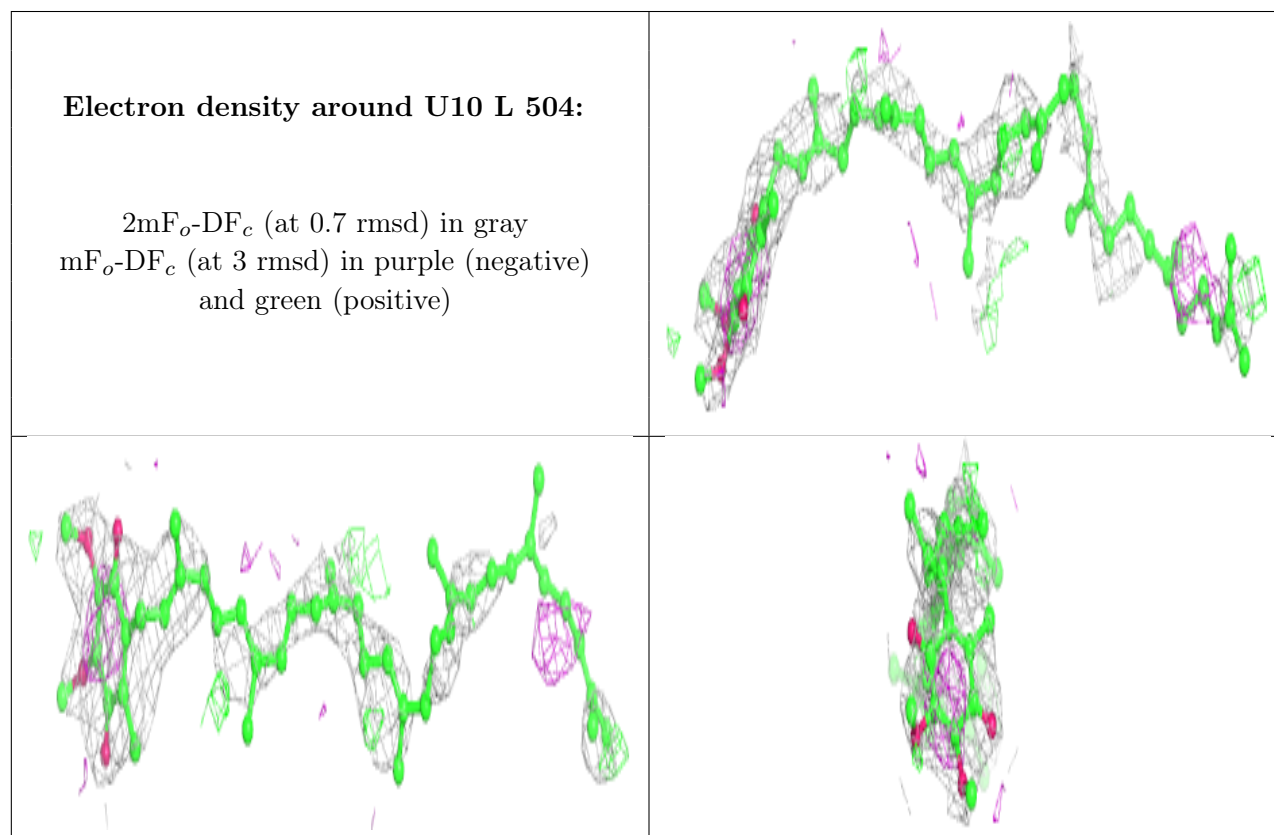 Electron density around U10 L 504:
2mFo-DFc (at 0.7 rmsd) in gray
mFo-DFc (at 3 rmsd) in purple (negative)
and green (positive)